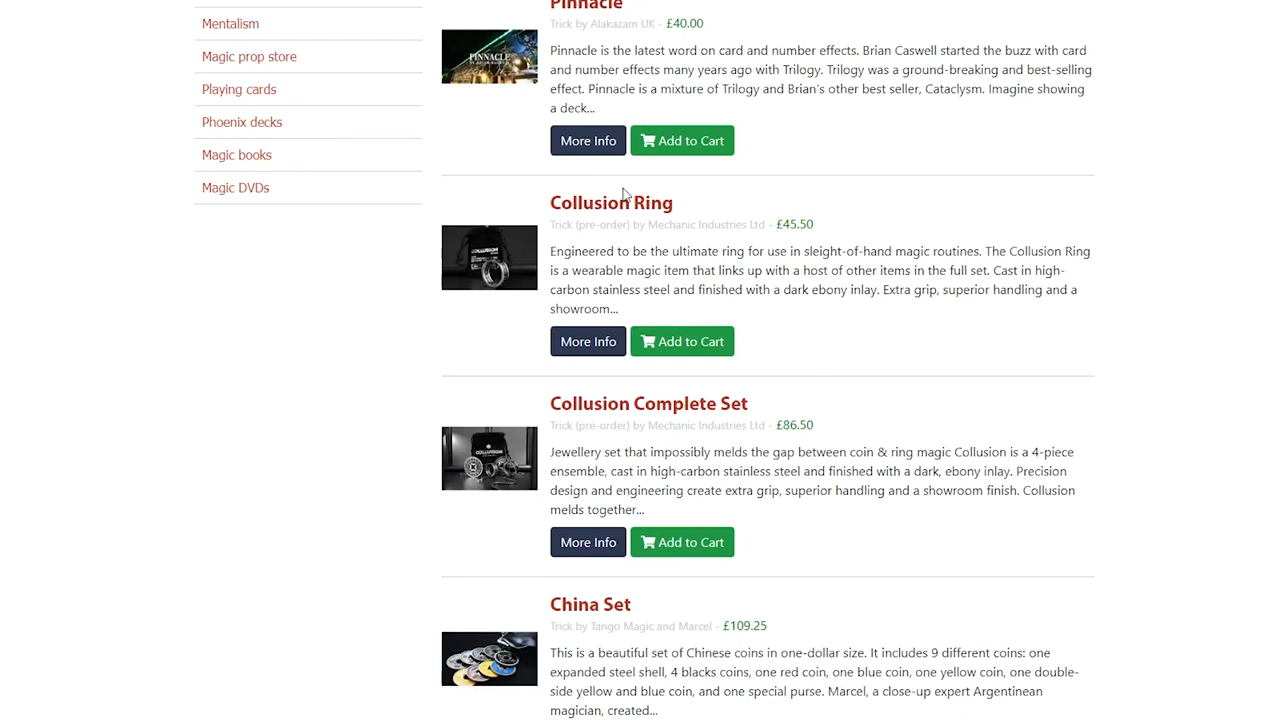 Mentalism
Magic prop store
Playing cards
Phoenix decks
Magic books
Magic DVDs
Pinnacle
Trick by Alakazam UK - £40.00
PINNACLE
Pinnacle is the latest word on card and number effects. Brian Caswell started the buzz with card
and number effects many years ago with Trilogy. Trilogy was a ground-breaking and best-selling
effect. Pinnacle is a mixture of Trilogy and Brian's other best seller, Cataclysm. Imagine showing
a deck...
More Info Add to Cart
Collusion Ring
Trick (pre-order) by Mechanic Industries Ltd - £45.50
COLLUSION
Engineered to be the ultimate ring for use in sleight-of-hand magic routines. The Collusion Ring
is a wearable magic item that links up with a host of other items in the full set. Cast in high-
carbon stainless steel and finished with a dark ebony inlay. Extra grip, superior handling and a
showroom...
More Info Add to Cart
Collusion Complete Set
Trick (pre-order) by Mechanic Industries Ltd - £86.50
COLLUSION
Jewellery set that impossibly melds the gap between coin & ring magic Collusion is a 4-piece
ensemble, cast in high-carbon stainless steel and finished with a dark, ebony inlay. Precision
design and engineering create extra grip, superior handling and a showroom finish. Collusion
melds together...
More Info Add to Cart
China Set
Trick by Tango Magic and Marcel - £109.25
This is a beautiful set of Chinese coins in one-dollar size. It includes 9 different coins: one
expanded steel shell, 4 blacks coins, one red coin, one blue coin, one yellow coin, one double-
side yellow and blue coin, and one special purse. Marcel, a close-up expert Argentinean
magician, created...